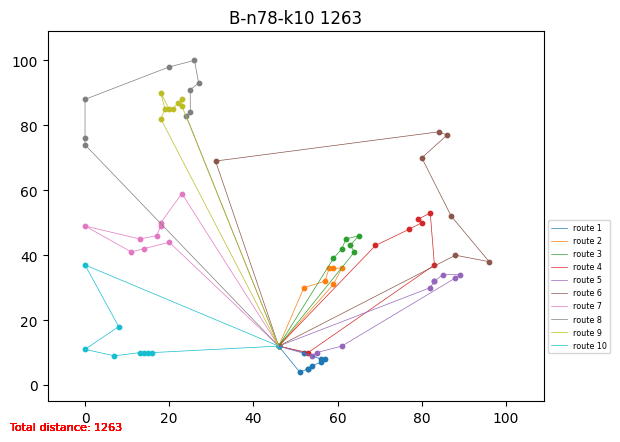 B-n78-k10 1263
100
80
60
40
20
0
0 20 40 60 80 100
route 1
route 2
route 3
route 4
route 5
route 6
route 7
route 8
route 9
route 10
Total distance: 1263